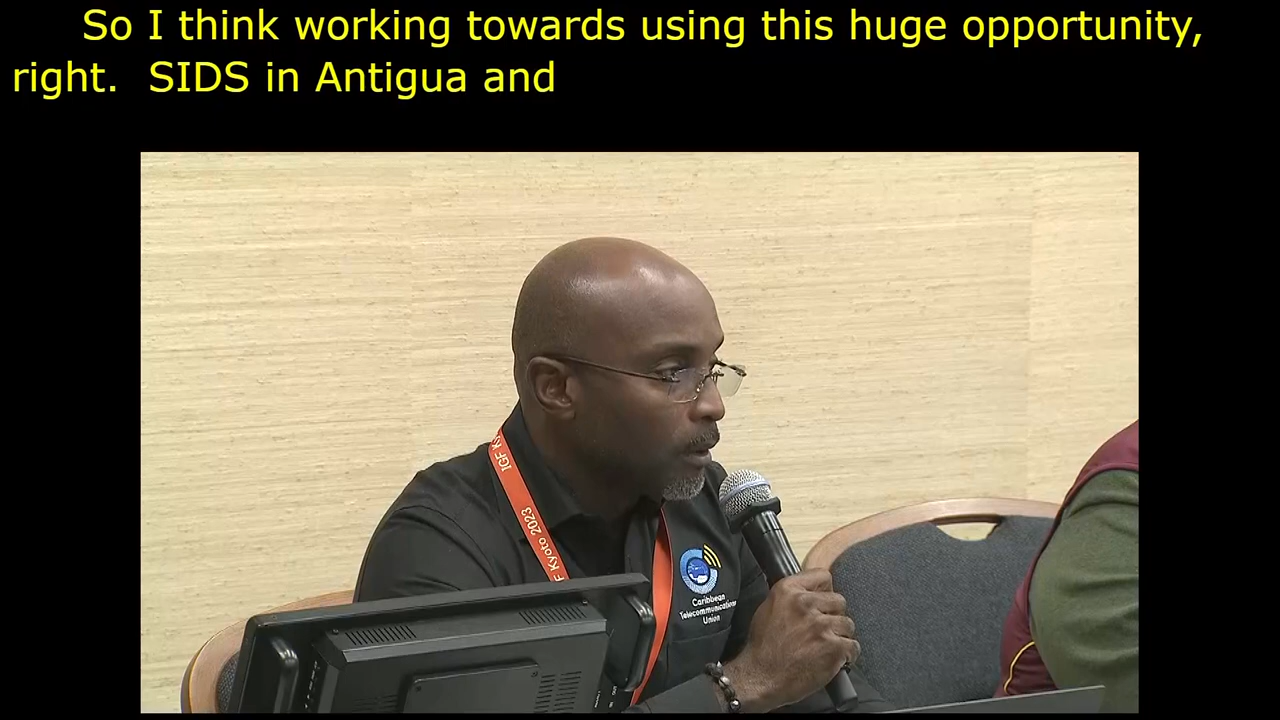 So I think working towards using this huge opportunity,
right.  SIDS in Antigua and
IGF Ky
F Kyoto 2023
Caribbean
Telecommunications
Union